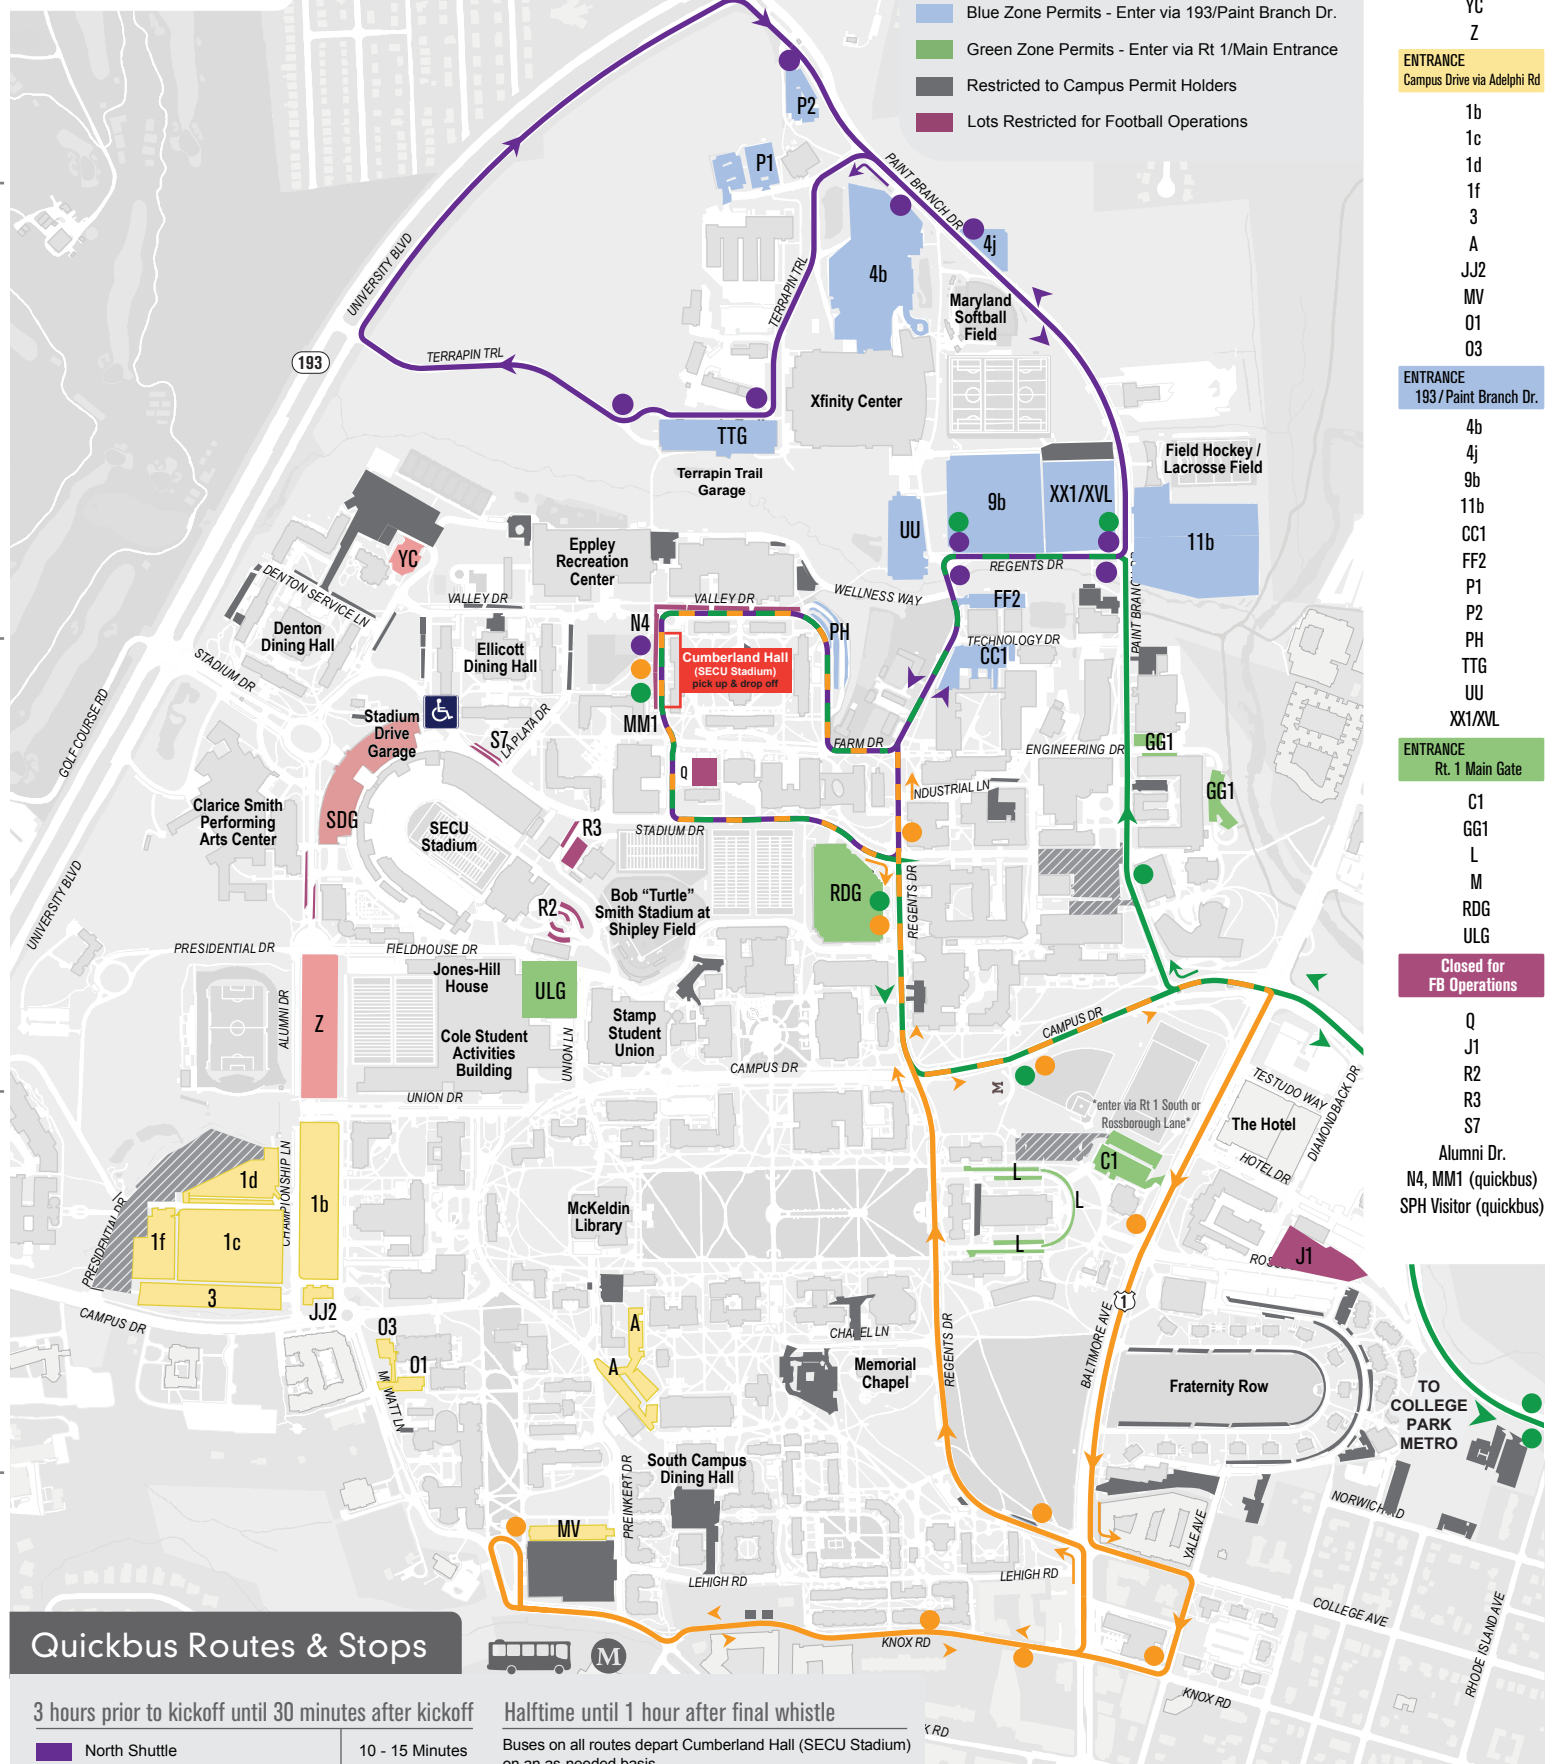 Blue Zone Permits - Enter via 193/Paint Branch Dr.
Green Zone Permits - Enter via Rt 1/Main Entrance
Restricted to Campus Permit Holders
Lots Restricted for Football Operations
YC
Z
ENTRANCE
Campus Drive via Adelphi Rd
1b
1c
1d
1f
3
A
JJ2
MV
01
03
ENTRANCE
193 / Paint Branch Dr.
4b
4j
9b
11b
CC1
FF2
P1
P2
PH
TTG
UU
XX1/XVL
ENTRANCE
Rt. 1 Main Gate
C1
GG1
L
M
RDG
ULG
Closed for
FB Operations
Q
J1
R2
R3
S7
Alumni Dr.
N4, MM1 (quickbus)
SPH Visitor (quickbus)
P2
P1
PAINT BRANCH DR
4j
4b
UNIVERSITY BLVD
TERRAPIN TRL
Maryland
Softball
Field
193
TERRAPIN TRL
Xfinity Center
TTG
Terrapin Trail
Garage
Field Hockey /
Lacrosse Field
9b
XX1/XVL
UU
11b
YC
Eppley
Recreation
Center
REGENTS DR
DENTON SERVICE LN
VALLEY DR
VALLEY DR
WELLNESS WAY
FF2
PAINT BRANCH
Denton
Dining Hall
Ellicott
Dining Hall
N4
PH
TECHNOLOGY DR
CC1
Cumberland Hall
(SECU Stadium)
pick up & drop off
STADIUM DR
GOLF COURSE RD
Stadium
Drive
Garage
S7
LA PLATA DR
MM1
FARM DR
ENGINEERING DR
GG1
Q
NDUSTRIAL LN
GG1
Clarice Smith
Performing
Arts Center
SDG
SECU
Stadium
R3
STADIUM DR
RDG
REGENTS DR
R2
Bob “Turtle”
Smith Stadium at
Shipley Field
UNIVERSITY BLVD
PRESIDENTIAL DR
FIELDHOUSE DR
Jones-Hill
House
ULG
ALUMNI DR
Z
Stamp
Student
Union
Cole Student
Activities
Building
UNION LN
CAMPUS DR
CAMPUS DR
M
UNION DR
TESTUDO WAY
DIAMONDBACK DR
*enter via Rt 1 South or
Rossborough Lane*
The Hotel
HOTEL DR
C1
L
L
L
1d
CHAMPIONSHIP LN
1b
1f
1c
McKeldin
Library
PRESIDENTIAL DR
3
JJ2
CAMPUS DR
J1
1
O3
A
CHAPEL LN
REGENTS DR
BALTIMORE AVE
O1
A
Memorial
Chapel
Fraternity Row
TO
COLLEGE
PARK
METRO
South Campus
Dining Hall
PREINKERT DR
NORWICH RD
MV
YALE AVE
LEHIGH RD
LEHIGH RD
COLLEGE AVE
RHODE ISLAND AVE
KNOX RD
KNOX RD
Quickbus Routes & Stops
M
3 hours prior to kickoff until 30 minutes after kickoff
Halftime until 1 hour after final whistle
North Shuttle
10 - 15 Minutes
Buses on all routes depart Cumberland Hall (SECU Stadium)
on an as needed basis